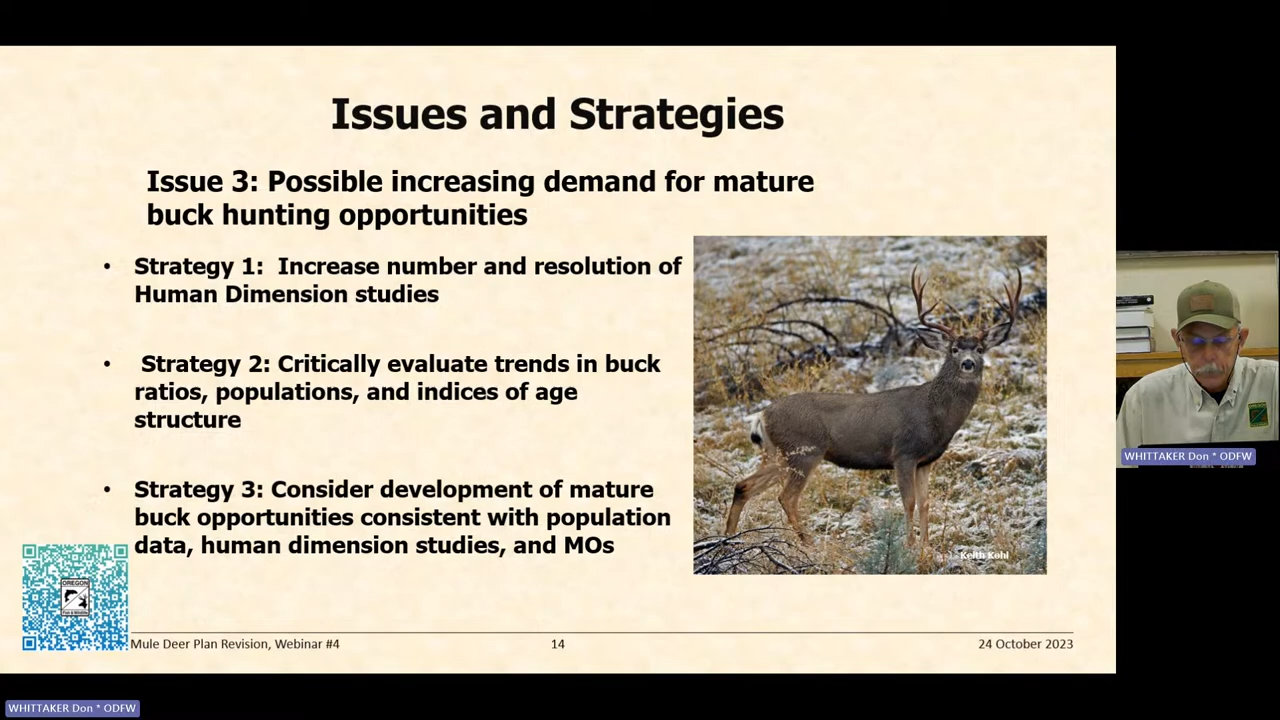 Issues and Strategies
Issue 3: Possible increasing demand for mature
buck hunting opportunities
• Strategy 1: Increase number and resolution of
Human Dimension studies
• Strategy 2: Critically evaluate trends in buck
ratios, populations, and indices of age
structure
• Strategy 3: Consider development of mature
buck opportunities consistent with population
data, human dimension studies, and MOs
Keith Kohl
OREGON
Fish & Wildlife
Mule Deer Plan Revision, Webinar #4
14
24 October 2023
WHITTAKER Don * ODFW
WHITTAKER Don * ODFW